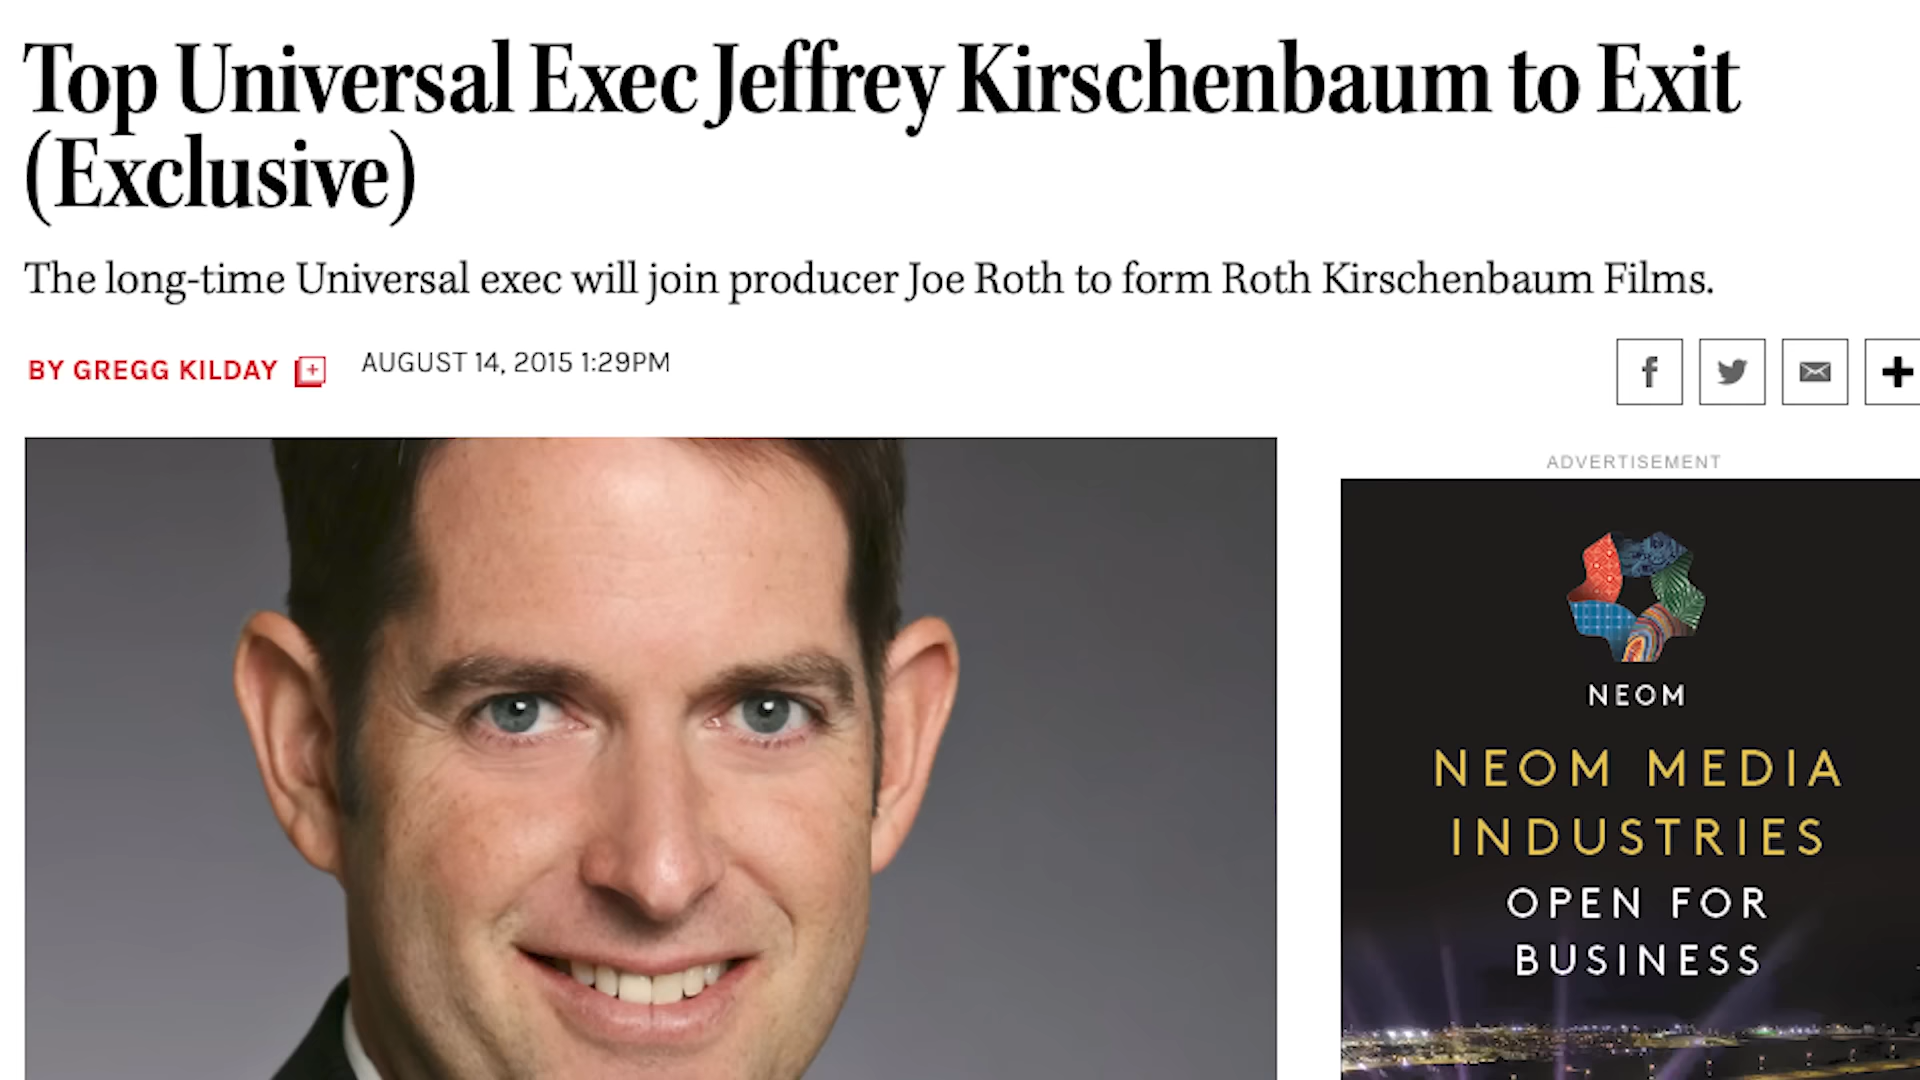 Top Universal Exec Jeffrey Kirschenbaum to Exit
(Exclusive)
The long-time Universal exec will join producer Joe Roth to form Roth Kirschenbaum Films.
BY GREGG KILDAY
AUGUST 14, 2015 1:29PM
ADVERTISEMENT
NEOM
NEOM MEDIA
INDUSTRIES
OPEN FOR
BUSINESS